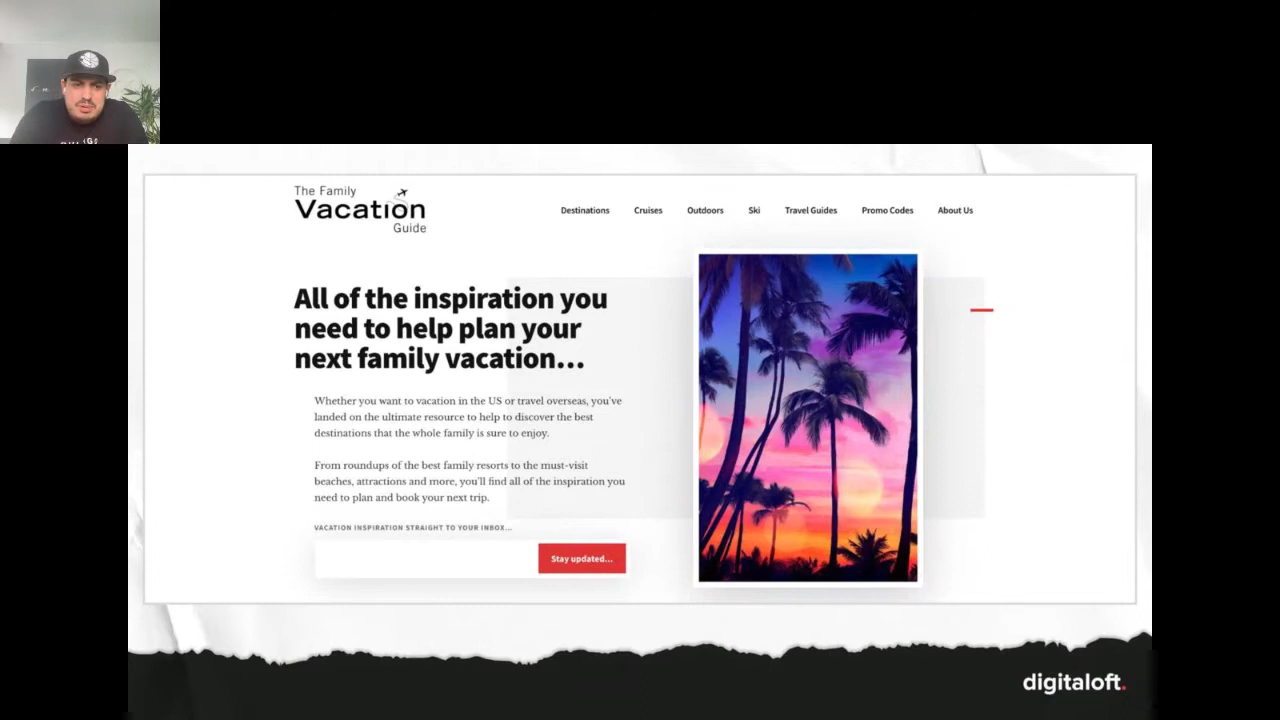 The Family
Vacation
Guide
Destinations Cruises Outdoors Ski Travel Guides Promo Codes About Us
All of the inspiration you
need to help plan your
next family vacation...
Whether you want to vacation in the US or travel overseas, you've
landed on the ultimate resource to help to discover the best
destinations that the whole family is sure to enjoy.
From roundups of the best family resorts to the must-visit
beaches, attractions and more, you'll find all of the inspiration you
need to plan and book your next trip.
VACATION INSPIRATION STRAIGHT TO YOUR INBOX...
Stay updated...
digitaloft.